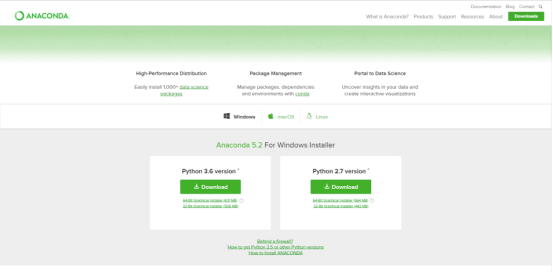 Documentation Blog Contact
ANACONDA
What is Anaconda? Products Support Resources About Downloads
High-Performance Distribution
Easily install 1,000+ data science
packages
Package Management
Manage packages, dependencies
and environments with conda
Portal to Data Science
Uncover insights in your data and
create interactive visualizations
Windows macOS Linux
Anaconda 5.2 For Windows Installer
Python 3.6 version *
Download
64-Bit Graphical Installer (631 MB)
32-Bit Graphical Installer
Python 2.7 version *
Download
64-Bit Graphical Installer (564 MB)
32-Bit Graphical Installer
Behind a firewall?
How to get Python 3.5 or other Python versions
How to Install ANACONDA